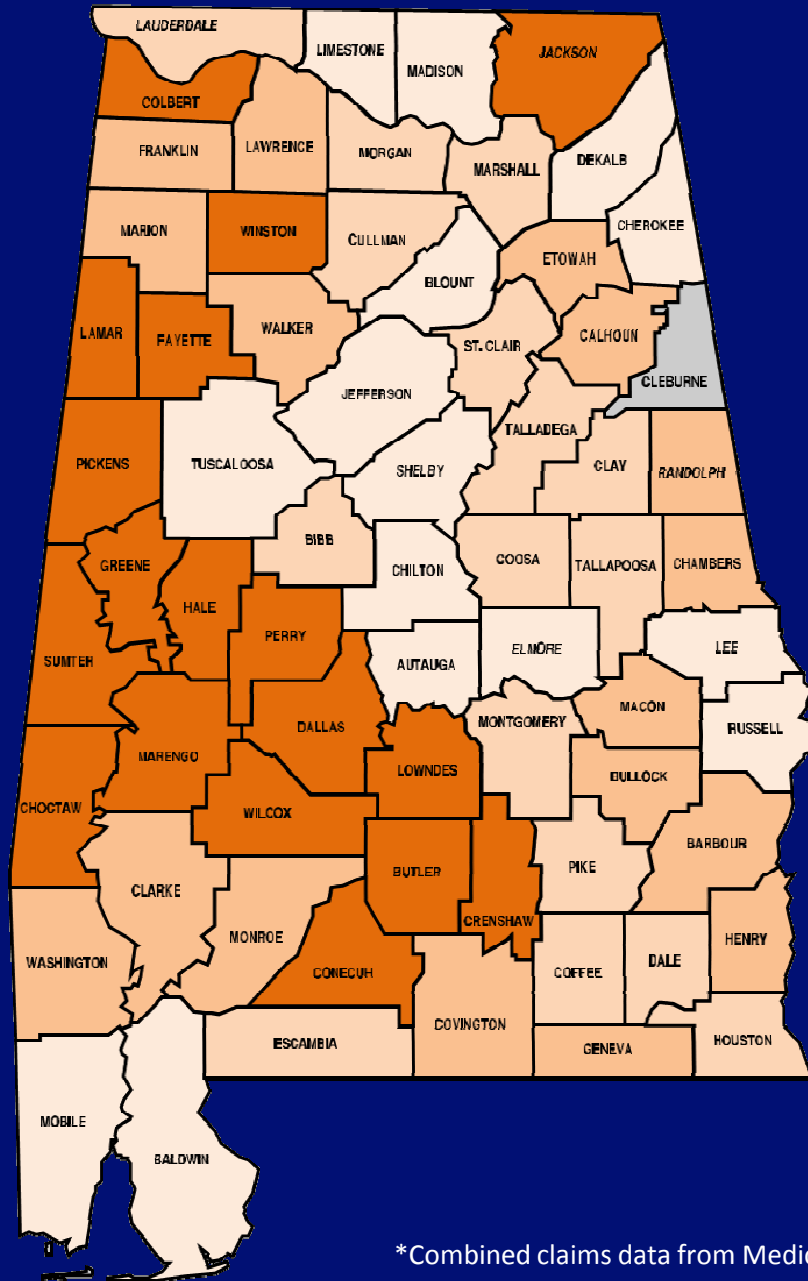 LAUDERDALE
LIMESTONE
MADISON
JACKSON
COLBERT
FRANKLIN
LAWRENCE
MORGAN
MARSHALL
DEKALB
CHEROKEE
MARION
WINSTON
CULLMAN
BLOUNT
ETOWAH
LAMAR
FAYETTE
WALKER
ST. CLAIR
CALHOUN
CLEBURNE
JEFFERSON
PICKENS
TUSCALOOSA
SHELBY
TALLADEGA
CLAY
RANDOLPH
GREENE
HALE
BIBB
CHILTON
COOSA
TALLAPOOSA
CHAMBERS
SUMTEH
PERRY
AUTAUGA
ELMORE
LEE
MARENGO
DALLAS
LOWNDES
MONTGOMERY
MACON
RUSSELL
CHOCTAW
WILCOX
BULLOCK
CLARKE
BUTLER
CRENSHAW
PIKE
BARBOUR
WASHINGTON
MONROE
CONECUH
COVINGTON
COFFEE
DALE
HENRY
ESCAMBIA
GENEVA
HOUSTON
MOBILE
BALDWIN
*Combined claims data from Medic